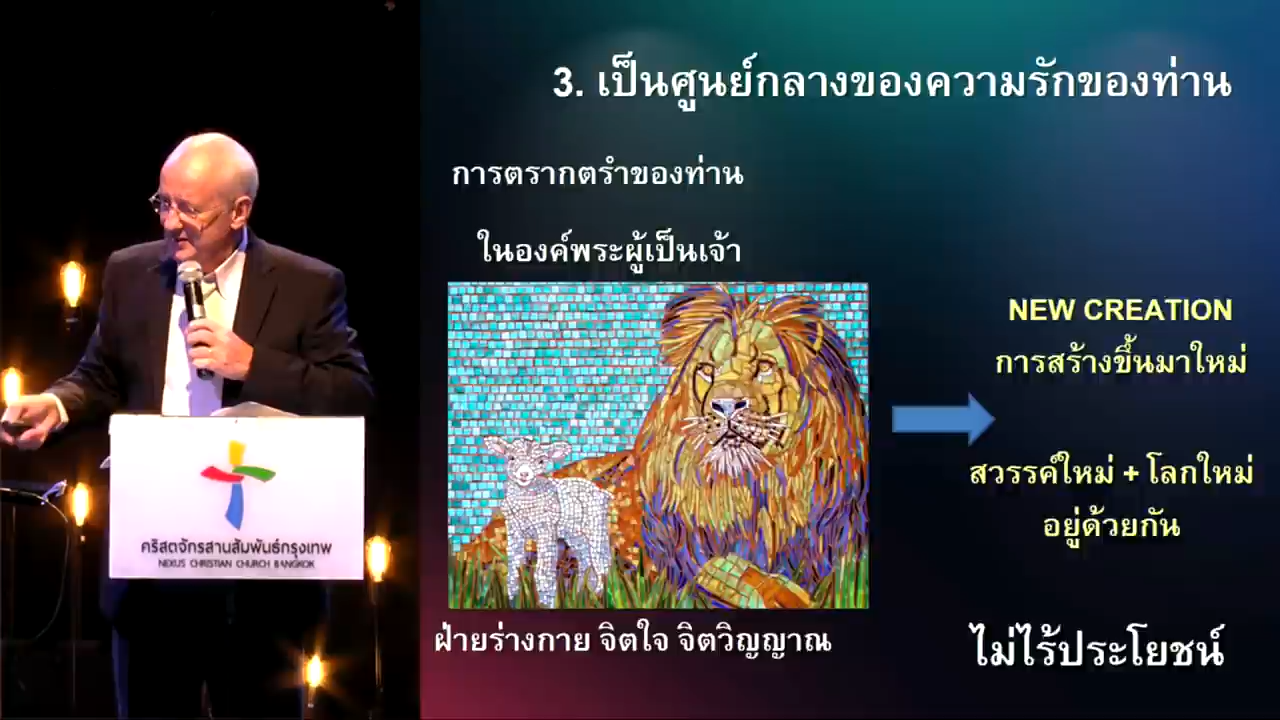 3. เป็นศูนย์กลางของความรักของท่าน
การตรากตรำของท่าน
ในองค์พระผู้เป็นเจ้า
NEW CREATION
การสร้างขึ้นมาใหม่
สวรรค์ใหม่ + โลกใหม่
อยู่ด้วยกัน
ฝ่ายร่างกาย จิตใจ จิตวิญญาณ
ไม่ไร้ประโยชน์
คริสตจักรสานสัมพันธ์กรุงเทพ
NEXUS CHRISTIAN CHURCH BANGKOK